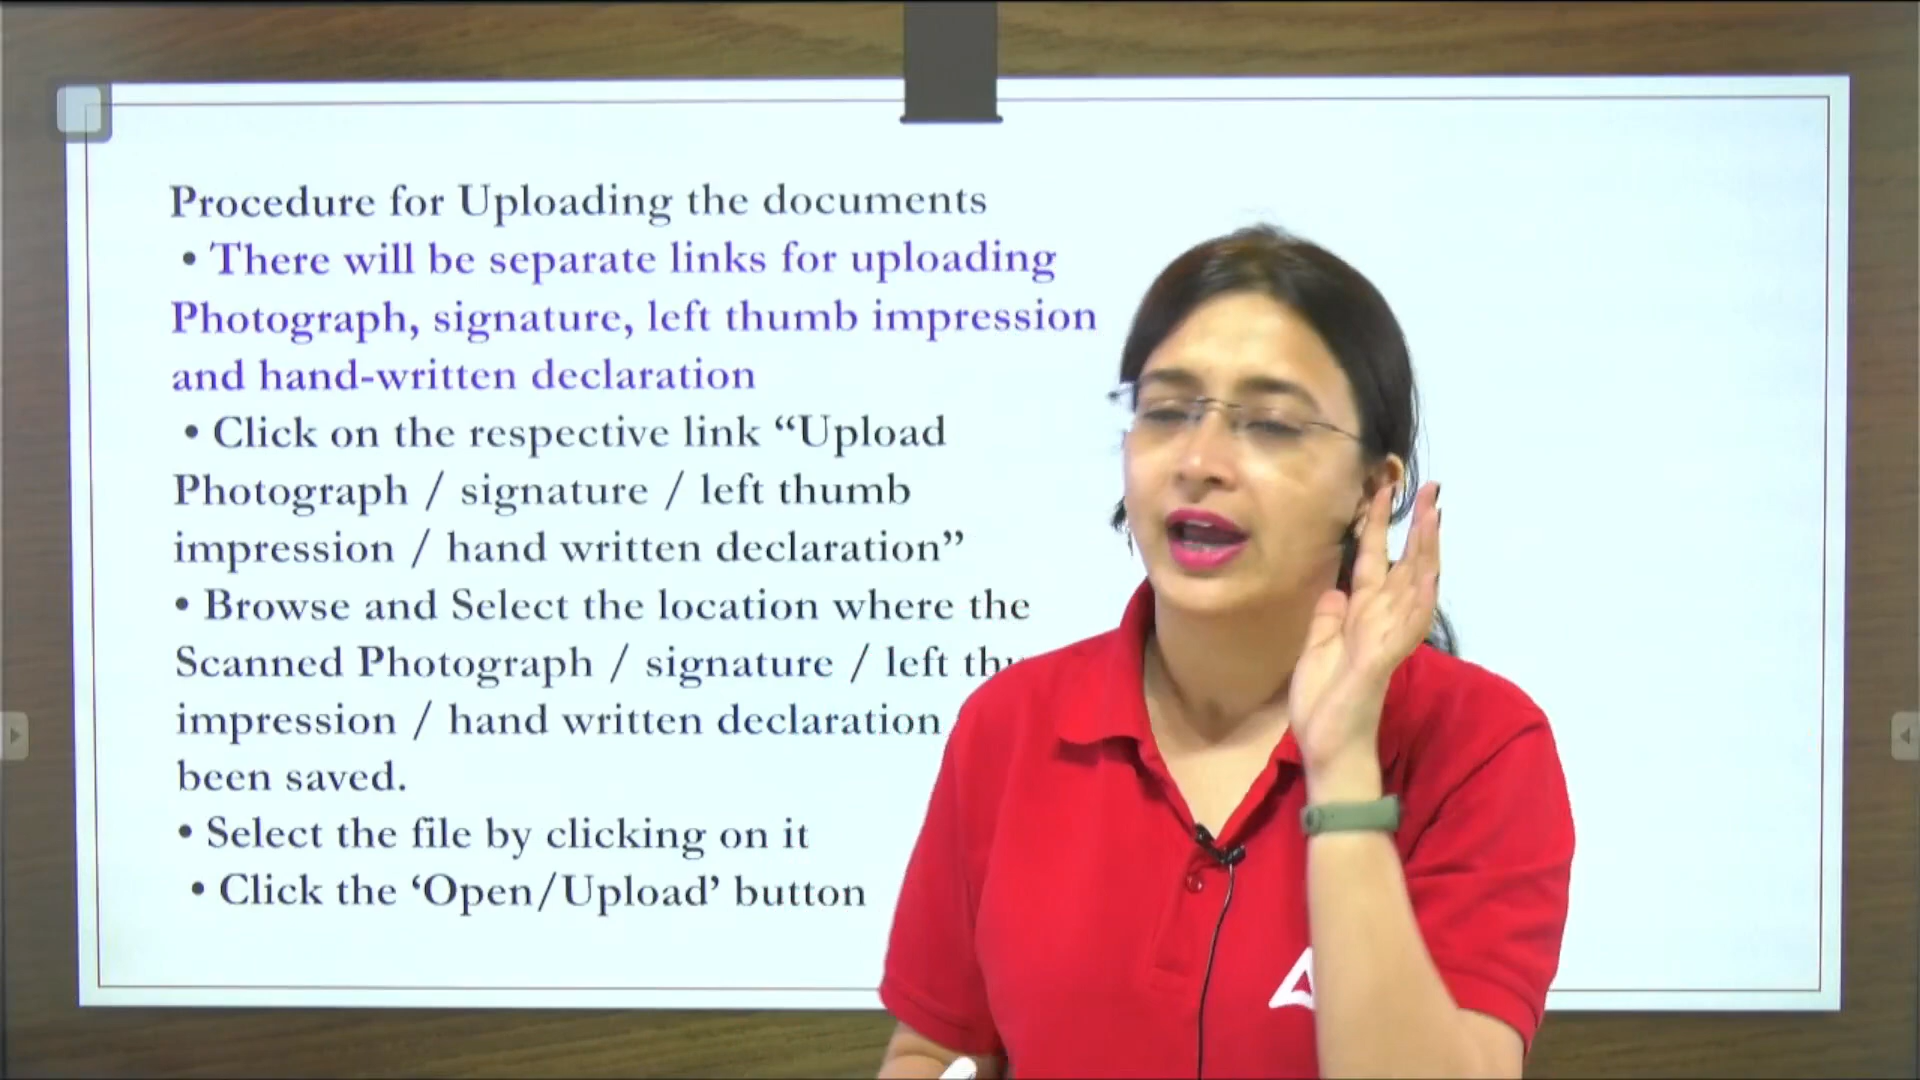 Procedure for Uploading the documents
• There will be separate links for uploading
Photograph, signature, left thumb impression
and hand-written declaration
• Click on the respective link “Upload
Photograph / signature / left thumb
impression / hand written declaration”
• Browse and Select the location where the
Scanned Photograph / signature / left
impression / hand written declaration
been saved.
• Select the file by clicking on it
• Click the ‘Open/Upload’ button